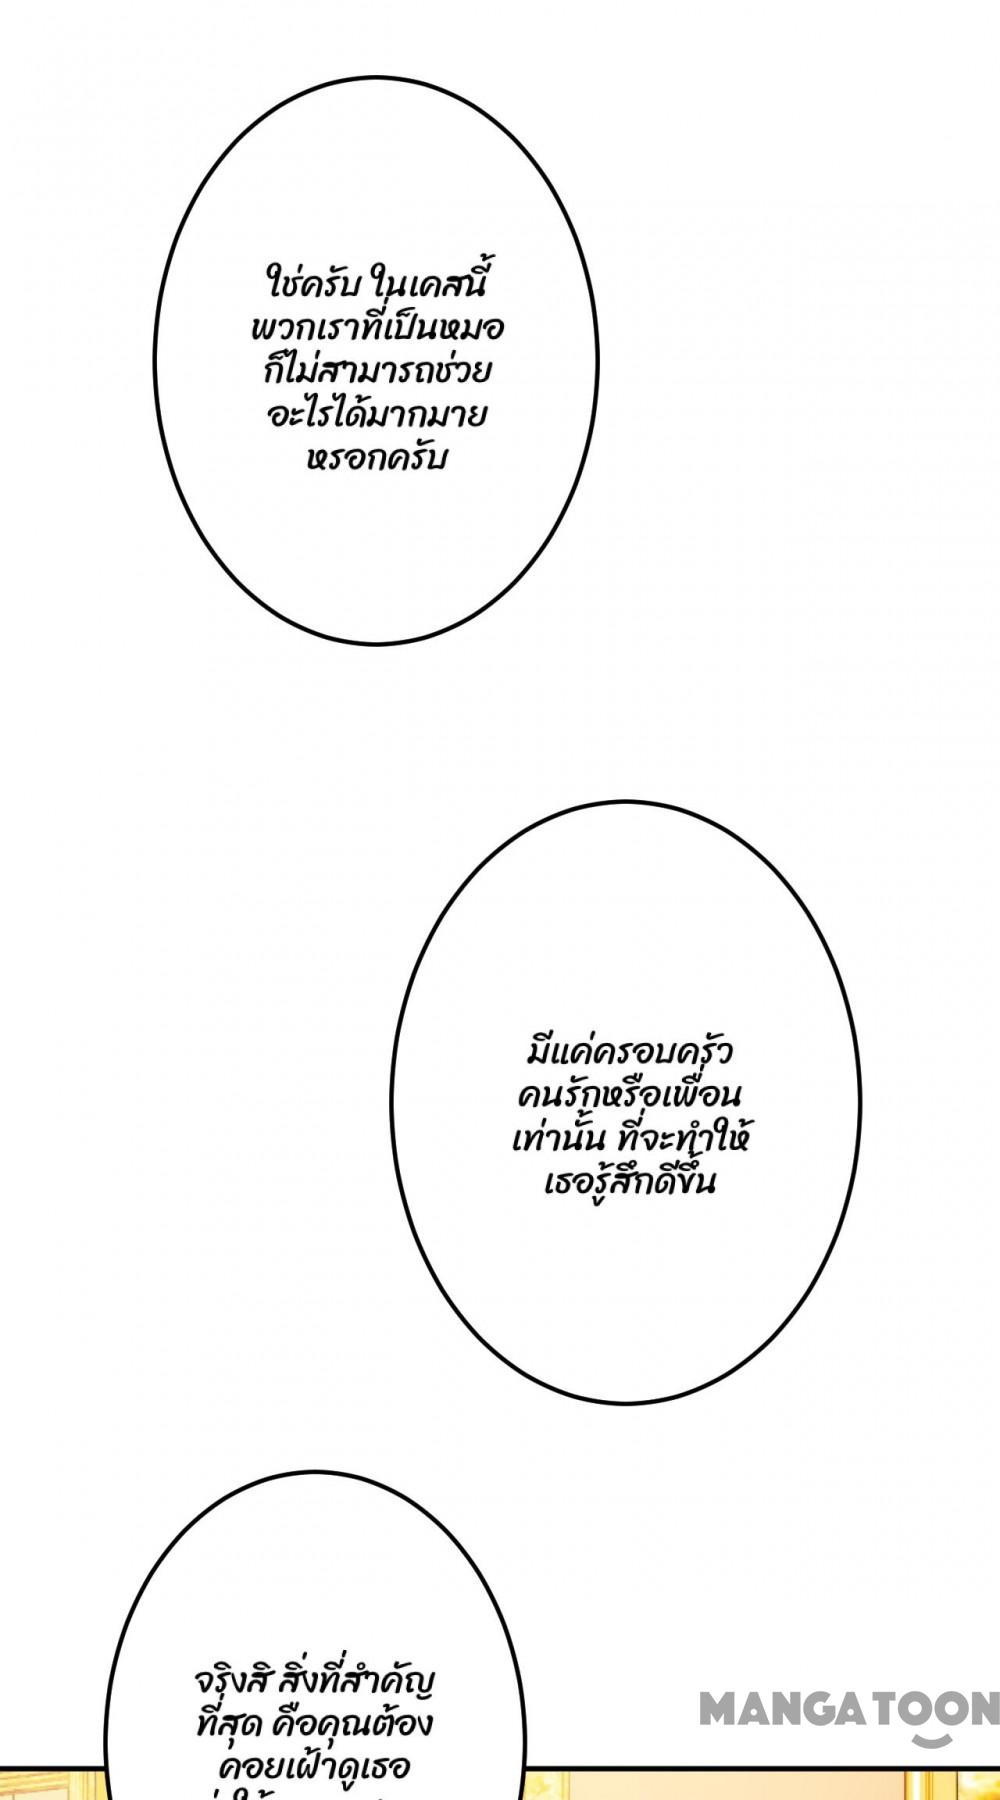 ใช่ครับ ในเคสนี้
พวกเราที่เป็นหมอ
ก็ไม่สามารถช่วย
อะไรได้มากมาย
หรอกครับ
มีแค่ครอบครัว
คนรักหรือเพื่อน
เท่านั้น ที่จะทำให้
เธอรู้สึกดีขึ้น
จริงสิ สิ่งที่สำคัญ
ที่สุด คือคุณต้อง
คอยเฝ้าดูเธอ
MANGATOON